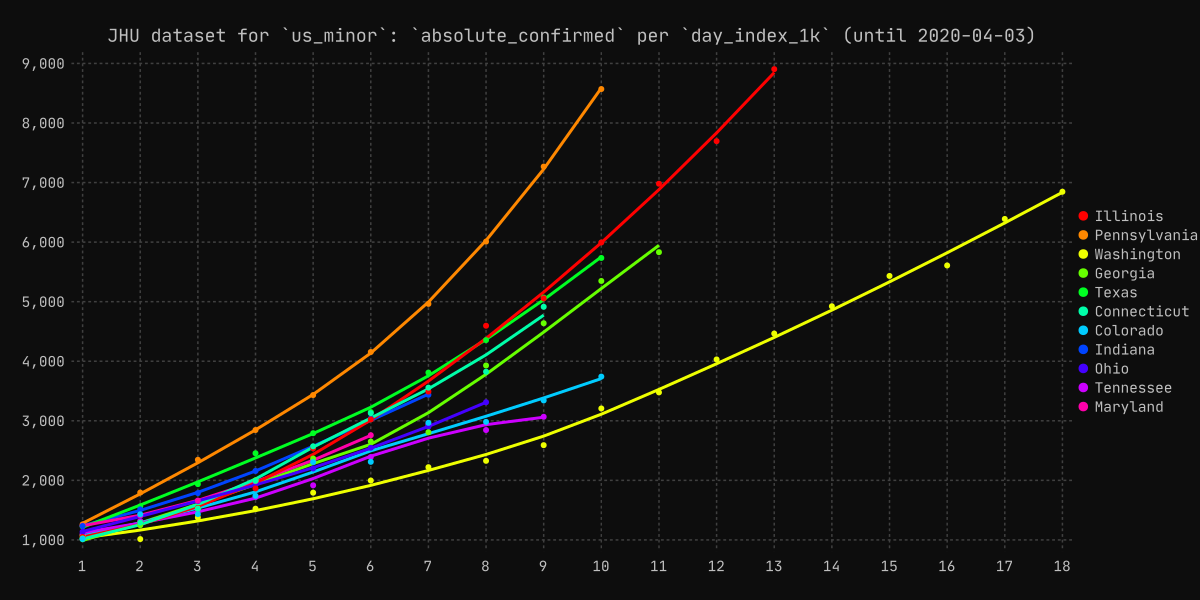 JHU dataset for `us_minor`: `absolute_confirmed` per `day_index_1k` (until 2020-04-03)
9,000
8,000
7,000
6,000
5,000
4,000
3,000
2,000
1,000
1 2 3 4 5 6 7 8 9 10 11 12 13 14 15 16 17 18
Illinois
Pennsylvania
Washington
Georgia
Texas
Connecticut
Colorado
Indiana
Ohio
Tennessee
Maryland